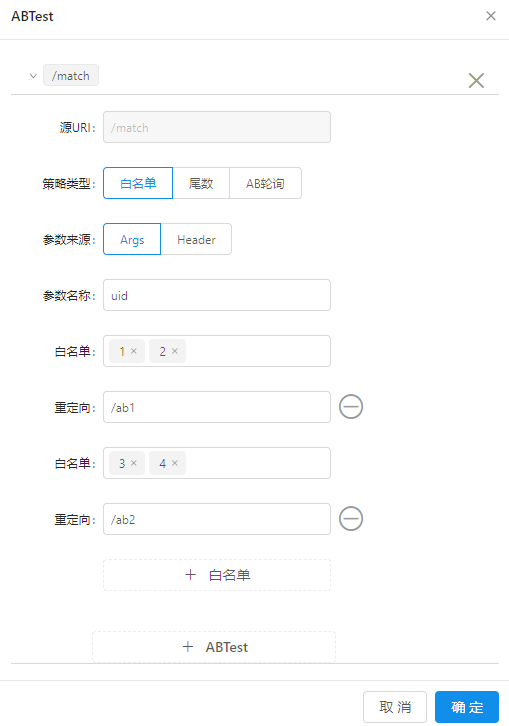 ABTest
/match
源URI: /match
策略类型: 白名单 尾数 AB轮询
参数来源: Args Header
参数名称: uid
白名单: 1 × 2 ×
重定向: /ab1
白名单: 3 × 4 ×
重定向: /ab2
+ 白名单
+ ABTest
取 消 确 定